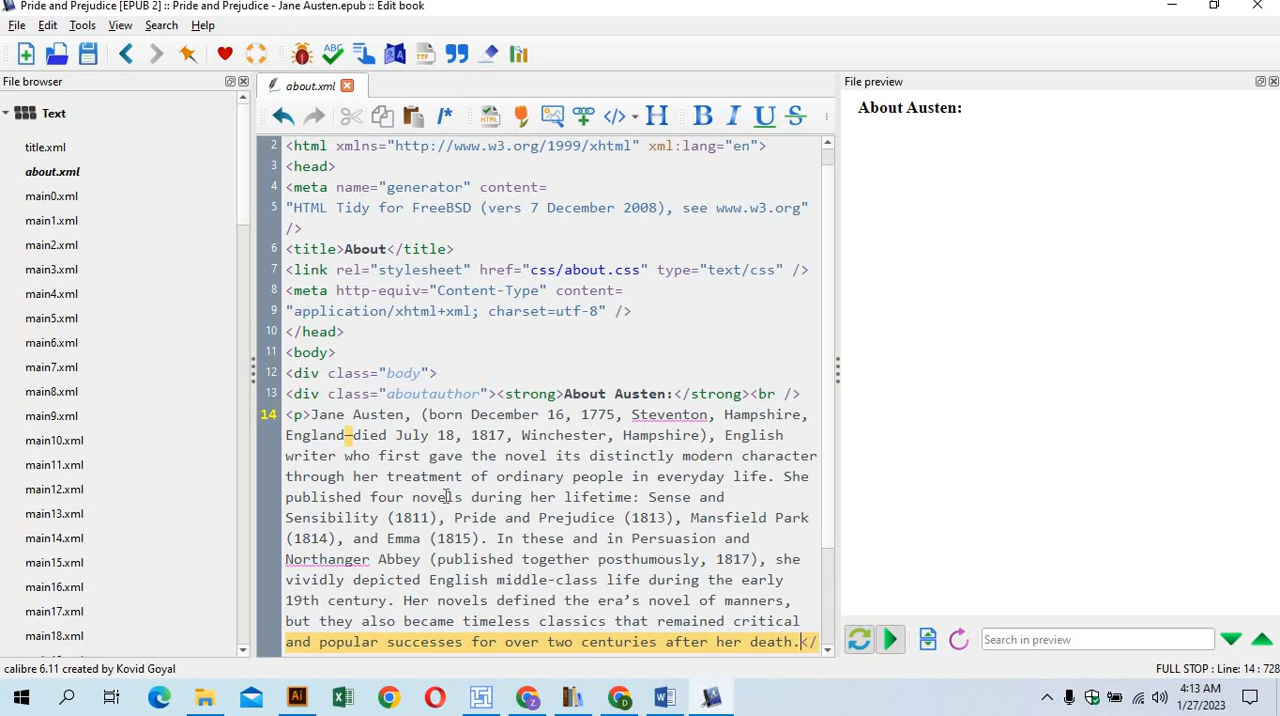 Pride and Prejudice [EPUB 2] :: Pride and Prejudice - Jane Austen.epub :: Edit book
File Edit Tools View Search Help
File browser
about.xml
File preview
Text
title.xml
about.xml
main0.xml
main1.xml
main2.xml
main3.xml
main4.xml
main5.xml
main6.xml
main7.xml
main8.xml
main9.xml
main10.xml
main11.xml
main12.xml
main13.xml
main14.xml
main15.xml
main16.xml
main17.xml
main18.xml
2 <html xmlns="http://www.w3.org/1999/xhtml" xml:lang="en">
3 <head>
4 <meta name="generator" content=
5 "HTML Tidy for FreeBSD (vers 7 December 2008), see www.w3.org"
/>
6 <title>About</title>
7 <link rel="stylesheet" href="css/about.css" type="text/css" />
8 <meta http-equiv="Content-Type" content=
9 "application/xhtml+xml; charset=utf-8" />
10 </head>
11 <body>
12 <div class="body">
13 <div class="aboutauthor"><strong>About Austen:</strong><br />
14 <p>Jane Austen, (born December 16, 1775, Steventon, Hampshire,
England—died July 18, 1817, Winchester, Hampshire), English
writer who first gave the novel its distinctly modern character
through her treatment of ordinary people in everyday life. She
published four novels during her lifetime: Sense and
Sensibility (1811), Pride and Prejudice (1813), Mansfield Park
(1814), and Emma (1815). In these and in Persuasion and
Northanger Abbey (published together posthumously, 1817), she
vividly depicted English middle-class life during the early
19th century. Her novels defined the era’s novel of manners,
but they also became timeless classics that remained critical
and popular successes for over two centuries after her death.</
About Austen:
Search in preview
calibre 6.11 created by Kovid Goyal
FULL STOP : Line: 14 : 728
4:13 AM
1/27/2023